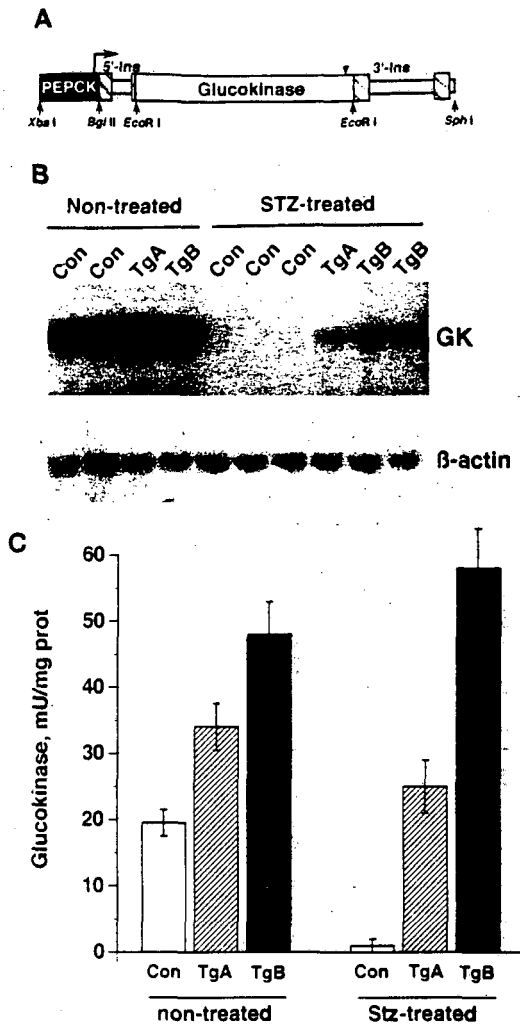 A
5'-Ins 3'-Ins
PEPCK Glucokinase
Xba I Bgl II EcoR I EcoR I Sph I
B
Non-treated STZ-treated
Con Con TgA TgB Con Con Con TgA TgB TgB
GK
ß-actin
C
Glucokinase, mU/mg prot
60
50
40
30
20
10
0
Con TgA TgB Con TgA TgB
non-treated Stz-treated